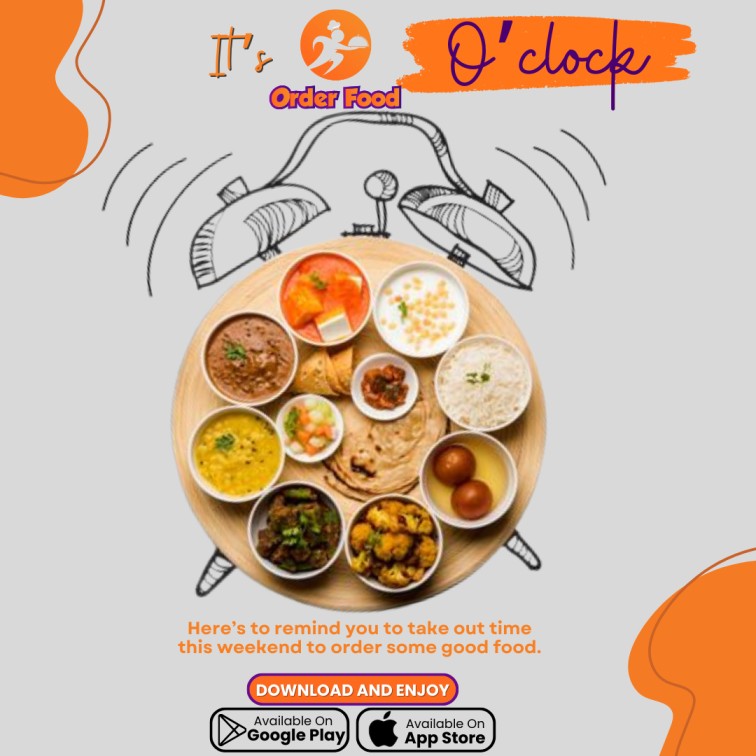 It's
Order Food
O'clock
Here's to remind you to take out time
this weekend to order some good food.
DOWNLOAD AND ENJOY
Available On
Google Play
Available On
App Store